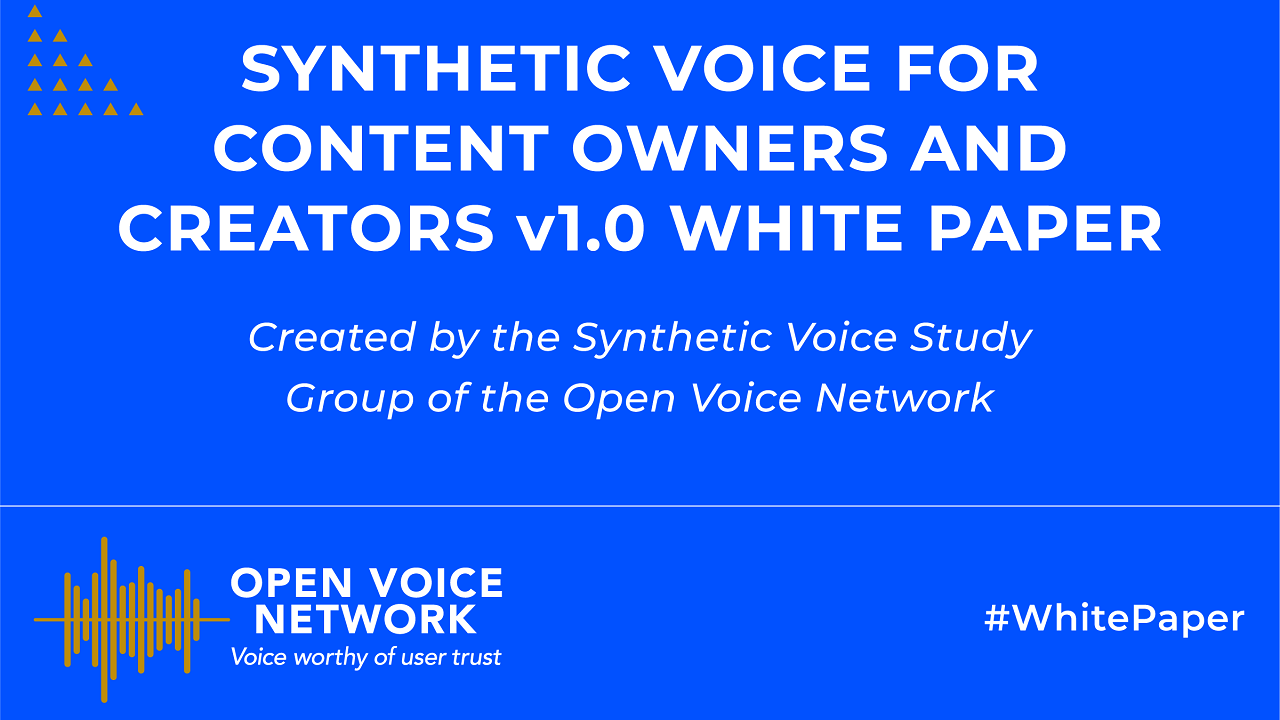 SYNTHETIC VOICE FOR
CONTENT OWNERS AND
CREATORS v1.0 WHITE PAPER
Created by the Synthetic Voice Study
Group of the Open Voice Network
OPEN VOICE
NETWORK
Voice worthy of user trust
#WhitePaper